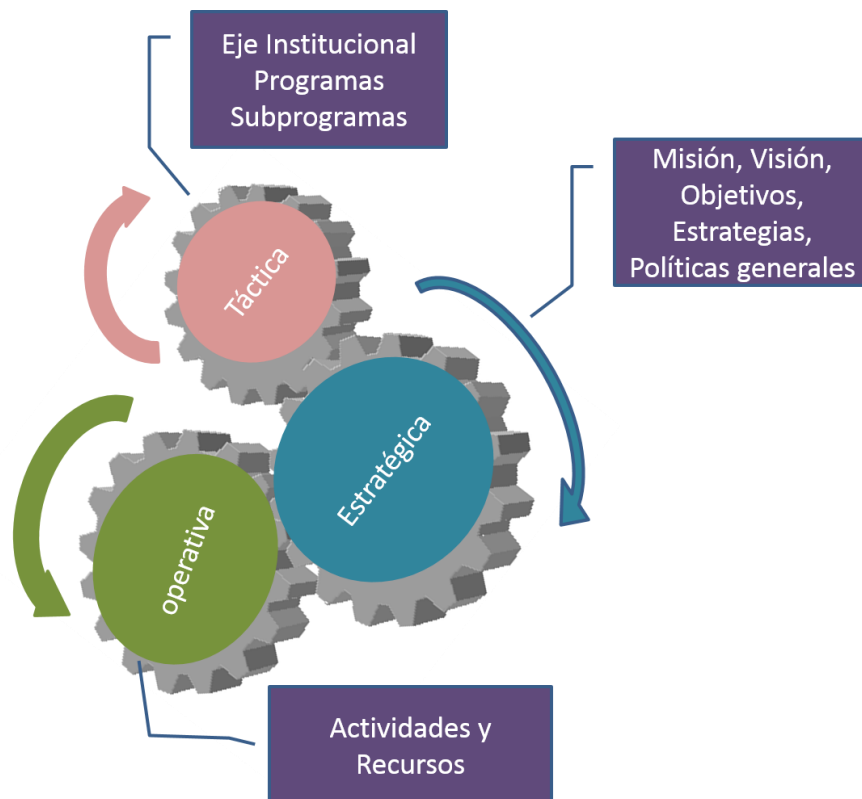 Eje Institucional
Programas
Subprogramas
Misión, Visión,
Objetivos,
Estrategias,
Políticas generales
Táctica
Estratégica
operativa
Actividades y
Recursos